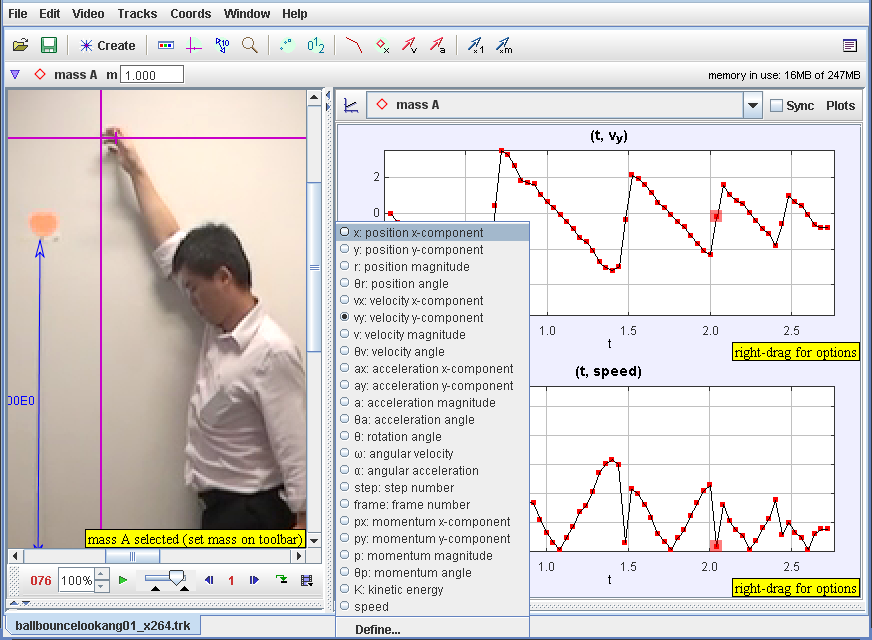 File Edit Video Tracks Coords Window Help
Create
mass A m 1.000
memory in use: 16MB of 247MB
mass A
Sync Plots
(t, vy)
2
0
1.0 1.5 2.0 2.5
t
right-drag for options
(t, speed)
1.0 1.5 2.0 2.5
t
right-drag for options
x: position x-component
y: position y-component
r: position magnitude
θr: position angle
vx: velocity x-component
vy: velocity y-component
v: velocity magnitude
θv: velocity angle
ax: acceleration x-component
ay: acceleration y-component
a: acceleration magnitude
θa: acceleration angle
θ: rotation angle
ω: angular velocity
α: angular acceleration
step: step number
frame: frame number
px: momentum x-component
py: momentum y-component
p: momentum magnitude
θp: momentum angle
K: kinetic energy
speed
Define...
00E0
mass A selected (set mass on toolbar)
076 100% 1
ballbouncelookang01_x264.trk